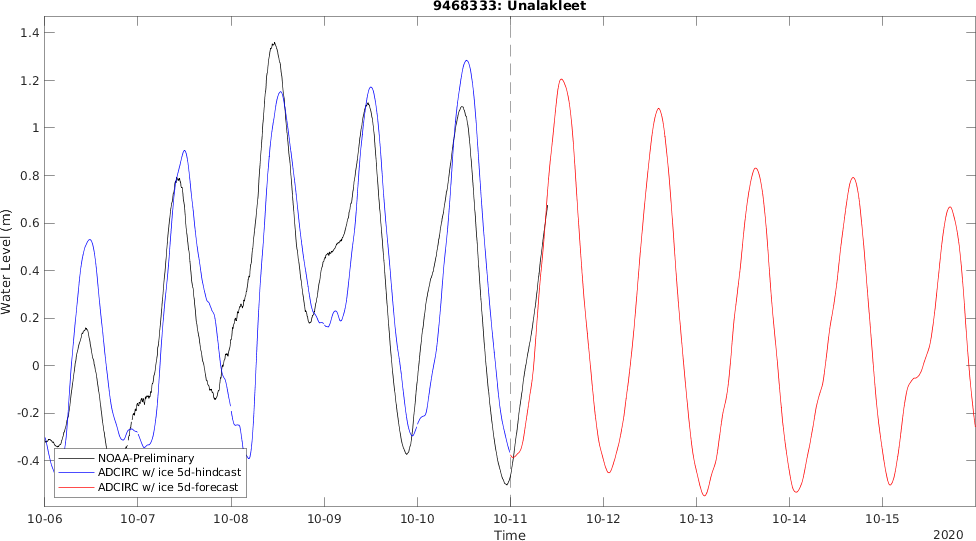 9468333: Unalakleet
1.4
1.2
1
0.8
0.6
0.4
0.2
0
-0.2
-0.4
Water Level (m)
NOAA-Preliminary
ADCIRC w/ ice 5d-hindcast
ADCIRC w/ ice 5d-forecast
10-06 10-07 10-08 10-09 10-10 10-11 10-12 10-13 10-14 10-15
Time
2020